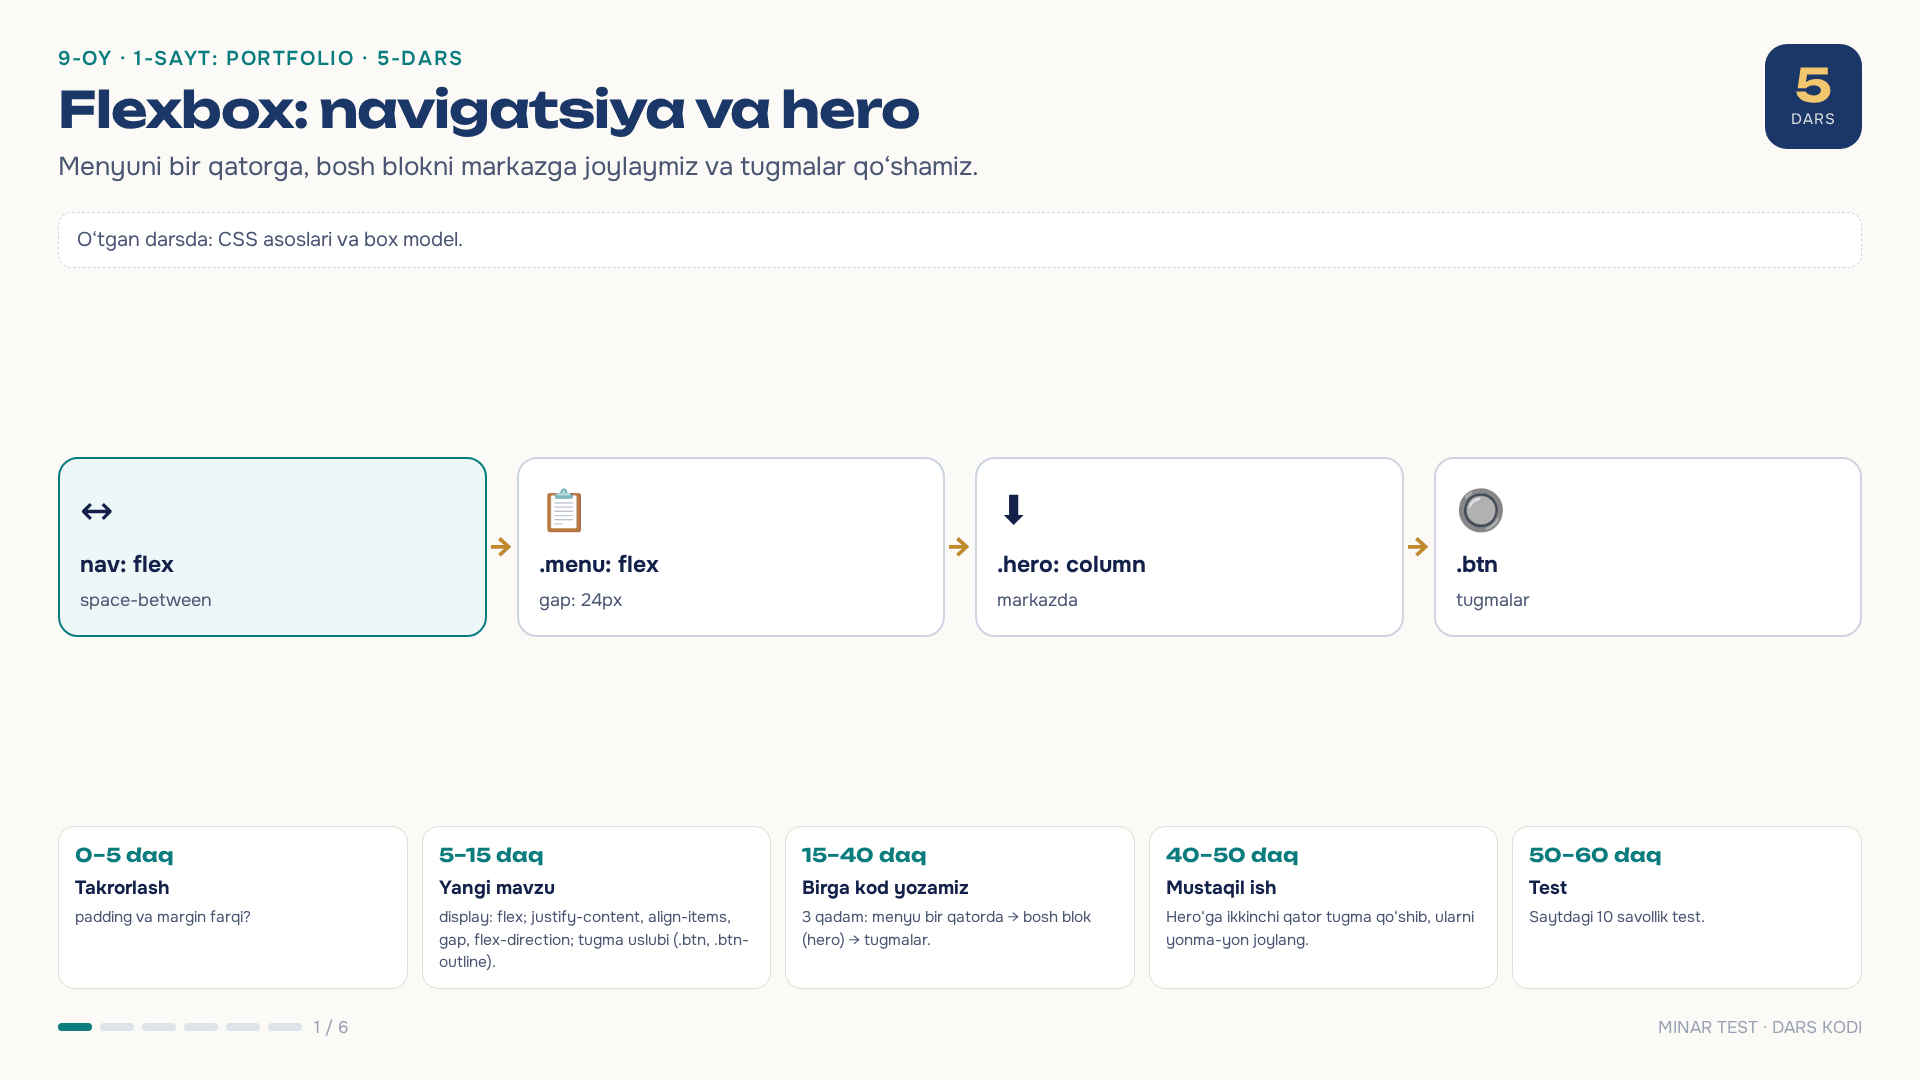 9-OY · 1-SAYT: PORTFOLIO · 5-DARS
Flexbox: navigatsiya va hero
Menyuni bir qatorga, bosh blokni markazga joylaymiz va tugmalar qo‘shamiz.
5
DARS
O‘tgan darsda: CSS asoslari va box model.
↔
nav: flex
space-between
→
.menu: flex
gap: 24px
→
⬇
.hero: column
markazda
→
.btn
tugmalar
0–5 daq
Takrorlash
padding va margin farqi?
5–15 daq
Yangi mavzu
display: flex; justify-content, align-items,
gap, flex-direction; tugma uslubi (.btn, .btn-
outline).
15–40 daq
Birga kod yozamiz
3 qadam: menyu bir qatorda → bosh blok
(hero) → tugmalar.
40–50 daq
Mustaqil ish
Hero‘ga ikkinchi qator tugma qo‘shib, ularni
yonma-yon joylang.
50–60 daq
Test
Saytdagi 10 savollik test.
1 / 6
MINAR TEST · DARS KODI